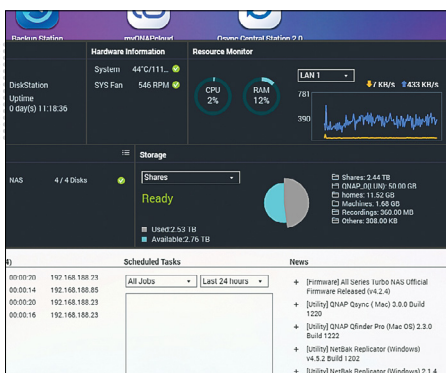 Backup Station
myQNAPcloud
Qsync Central Station 2.0
Hardware Information
Resource Monitor
System 44°C/111... 
SYS Fan 546 RPM
DiskStation
Uptime
0 day(s) 11:18:36
CPU
2%
RAM
12%
LAN 1
7 KB/s 433 KB/s
781
390
Storage
NAS 4 / 4 Disks
Shares
Ready
Used:2.53 TB
Available:2.76 TB
Shares: 2.44 TB
QNAP_0(LUN): 50.00 GB
homes: 11.52 GB
Machines: 1.68 GB
Recordings: 360.00 MB
Others: 308.00 KB
4)
Scheduled Tasks
News
00:00:20 192.168.188.23
00:00:14 192.168.188.85
00:00:20 192.168.188.23
00:00:16 192.168.188.23
All Jobs
Last 24 hours
+ [Firmware] All Series Turbo NAS Official
Firmware Released (v4.2.4)
+ [Utility] QNAP Qsync ( Mac) 3.0.0 Build
1220
+ [Utility] QNAP Qfinder Pro (Mac OS) 2.3.0
Build 1222
+ [Utility] NetBak Replicator (Windows)
v4.5.2 Build 1202
+ [Utility] NetBak Replicator (Windows) 2.1.4